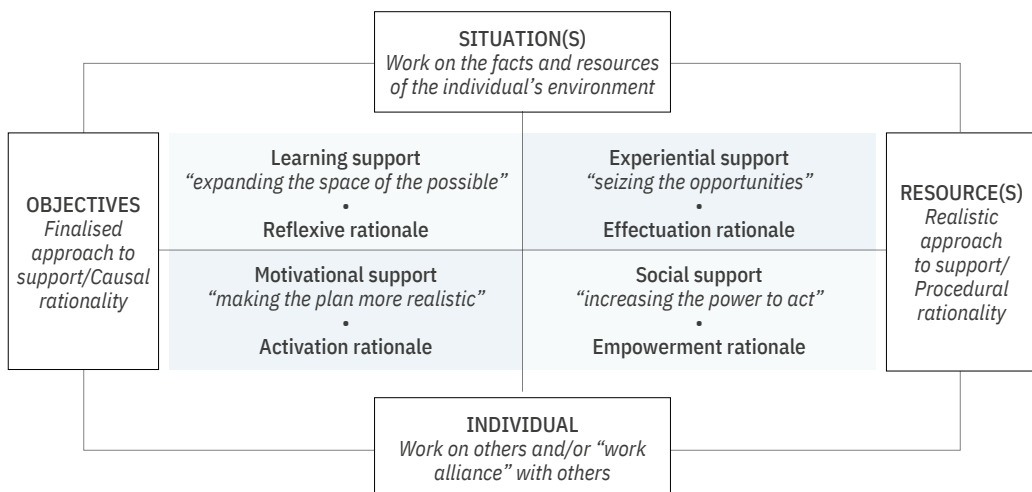 SITUATION(S)
Work on the facts and resources
of the individual’s environment
OBJECTIVES
Finalised
approach to
support/Causal
rationality
Learning support
“expanding the space of the possible”
•
Reflexive rationale
Experiential support
“seizing the opportunities”
•
Effectuation rationale
Motivational support
“making the plan more realistic”
•
Activation rationale
Social support
“increasing the power to act”
•
Empowerment rationale
RESOURCE(S)
Realistic
approach
to support/
Procedural
rationality
INDIVIDUAL
Work on others and/or “work
alliance” with others